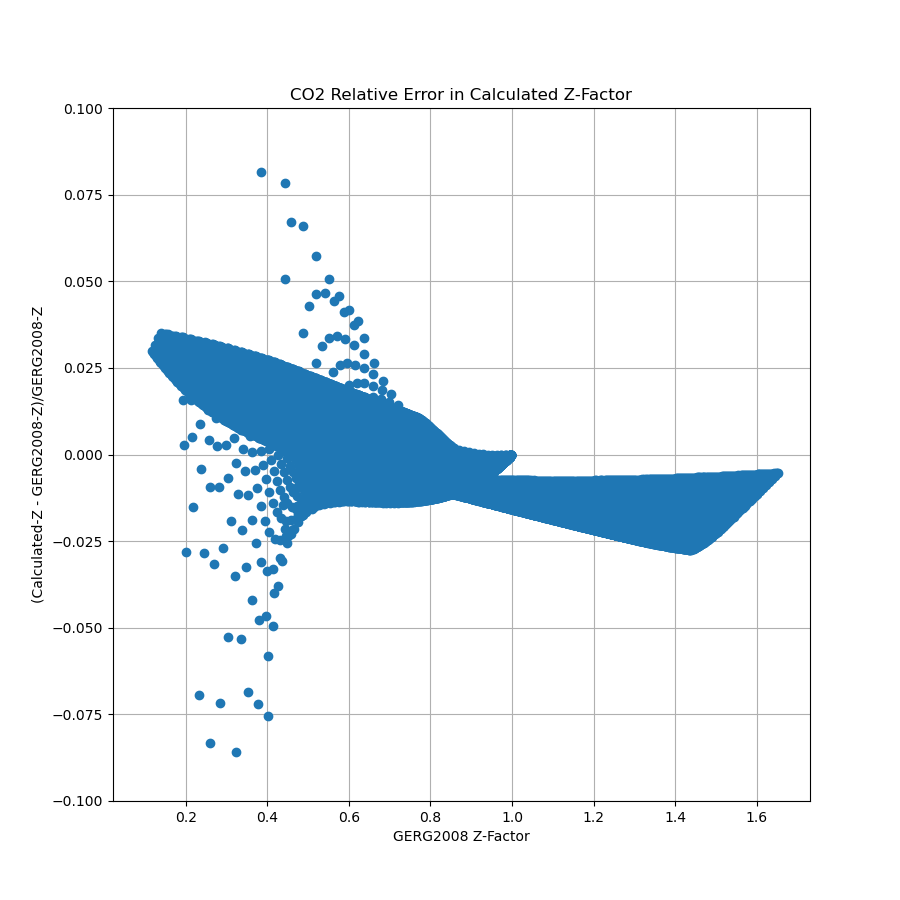 CO2 Relative Error in Calculated Z-Factor
0.100
0.075
0.050
0.025
0.000
−0.025
−0.050
−0.075
−0.100
(Calculated-Z - GERG2008-Z)/GERG2008-Z
0.2 0.4 0.6 0.8 1.0 1.2 1.4 1.6
GERG2008 Z-Factor